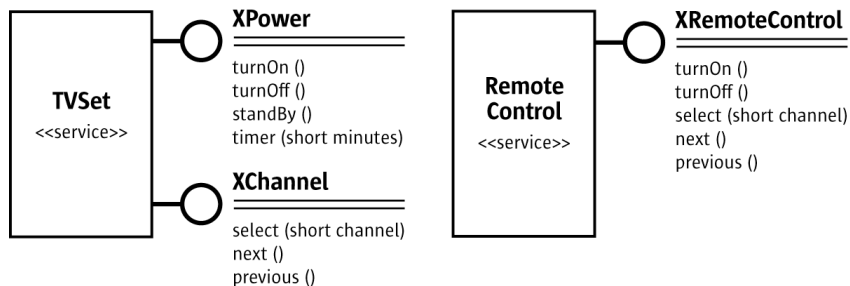 TVSet
<<service>>
XPower
turnOn ()
turnOff ()
standBy ()
timer (short minutes)
XChannel
select (short channel)
next ()
previous ()
Remote
Control
<<service>>
XRemoteControl
turnOn ()
turnOff ()
select (short channel)
next ()
previous ()